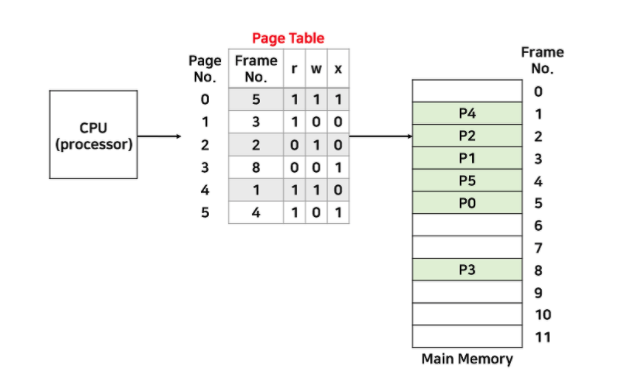 Page Table
Page No. Frame No. r w x
0 5 1 1 1
1 3 1 0 0
2 2 0 1 0
3 8 0 0 1
4 1 1 1 0
5 4 1 0 1
CPU
(processor)
Frame
No.
0
P4 1
P2 2
P1 3
P5 4
P0 5
6
7
P3 8
9
10
11
Main Memory